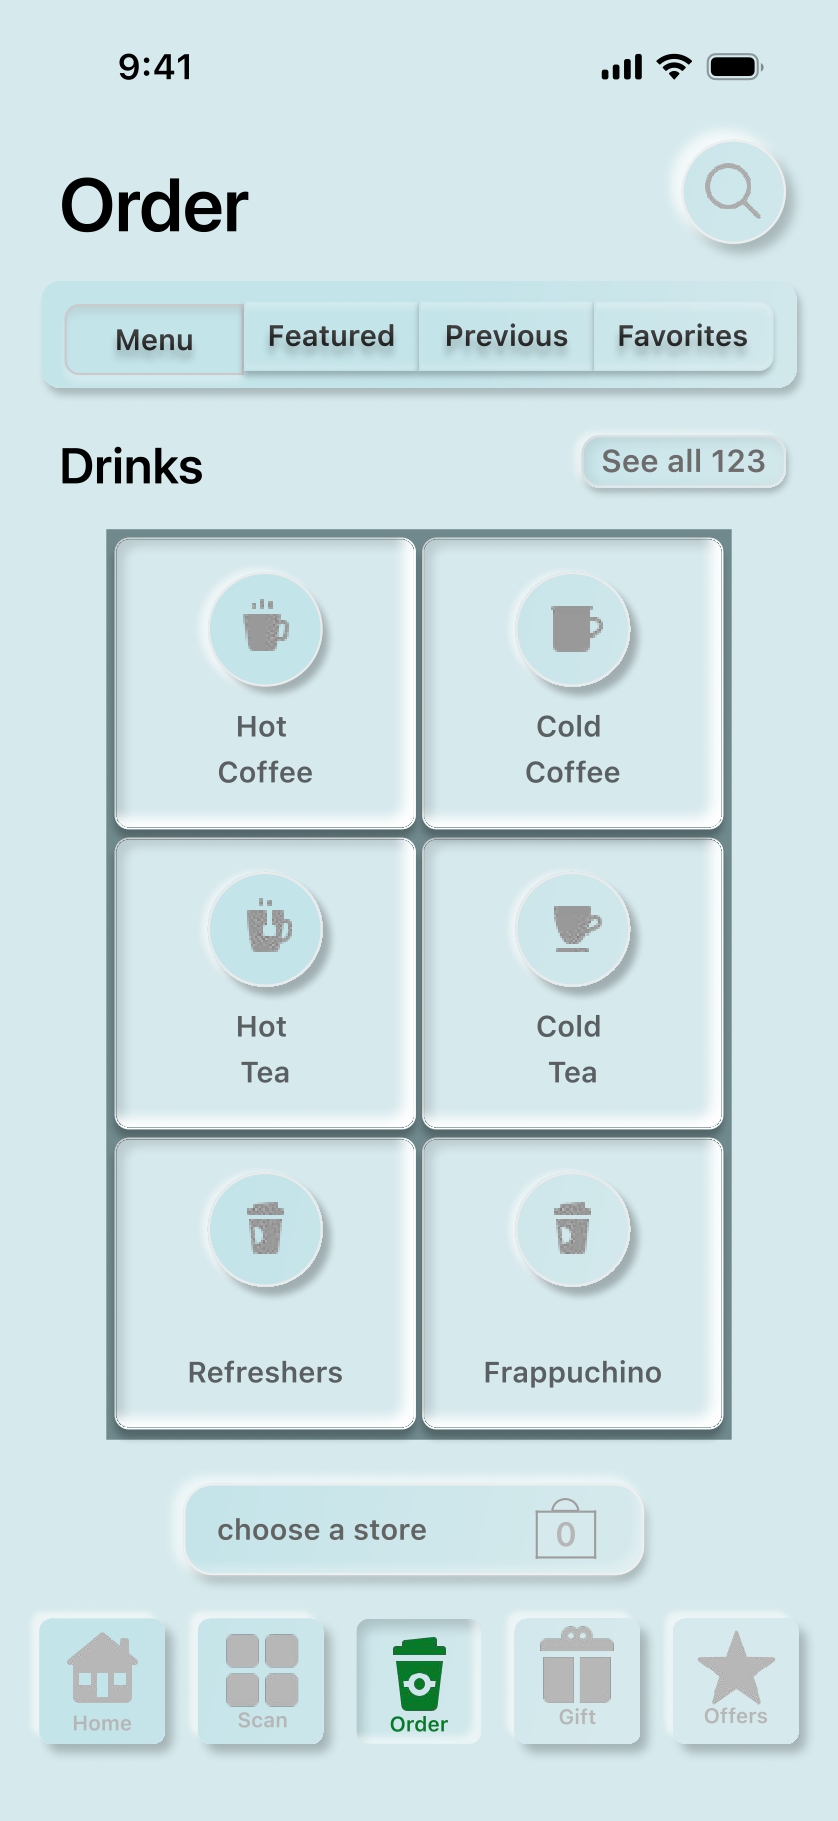 9:41
Order
Menu Featured Previous Favorites
Drinks See all 123
Hot
Coffee
Cold
Coffee
Hot
Tea
Cold
Tea
Refreshers
Frappuchino
choose a store 0
Home Scan Order Gift Offers